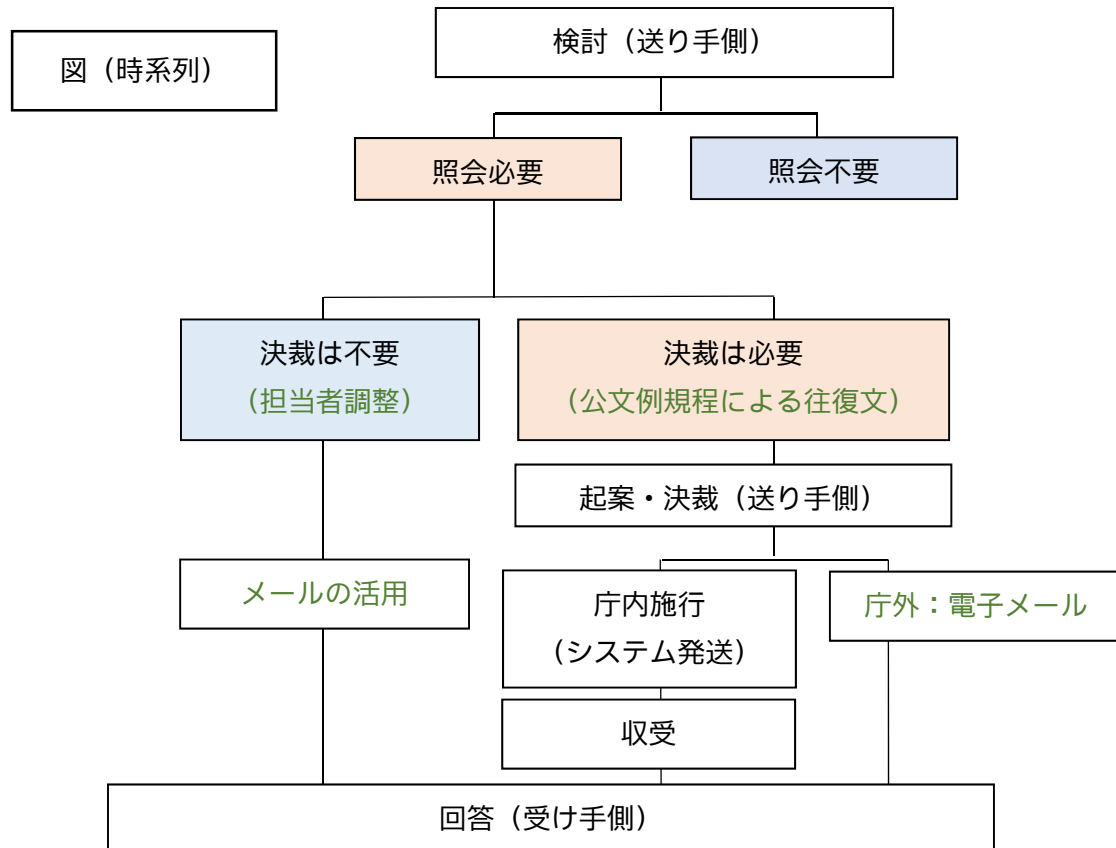 図（時系列）
検討（送り手側）
照会必要
照会不要
決裁は不要
（担当者調整）
決裁は必要
（公文例規程による往復文）
起案・決裁（送り手側）
メールの活用
庁内施行
（システム発送）
庁外：電子メール
収受
回答（受け手側）